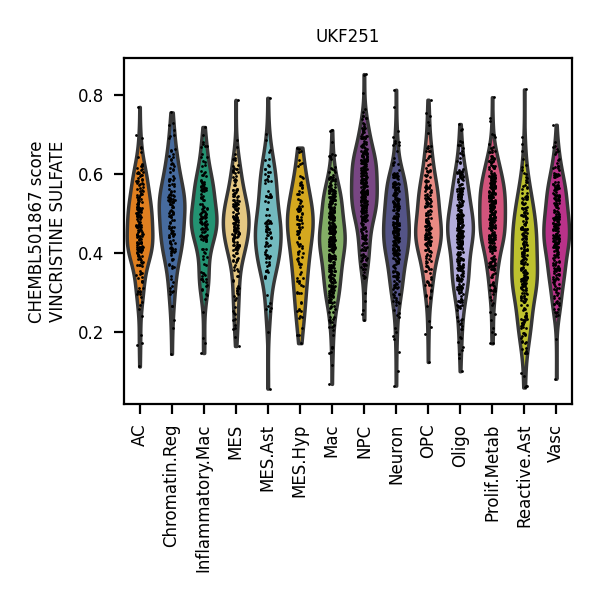 UKF251
CHEMBL501867 score
VINCRISTINE SULFATE
0.8
0.6
0.4
0.2
AC
Chromatin.Reg
Inflammatory.Mac
MES
MES.Ast
MES.Hyp
Mac
NPC
Neuron
OPC
Oligo
Prolif.Metab
Reactive.Ast
Vasc